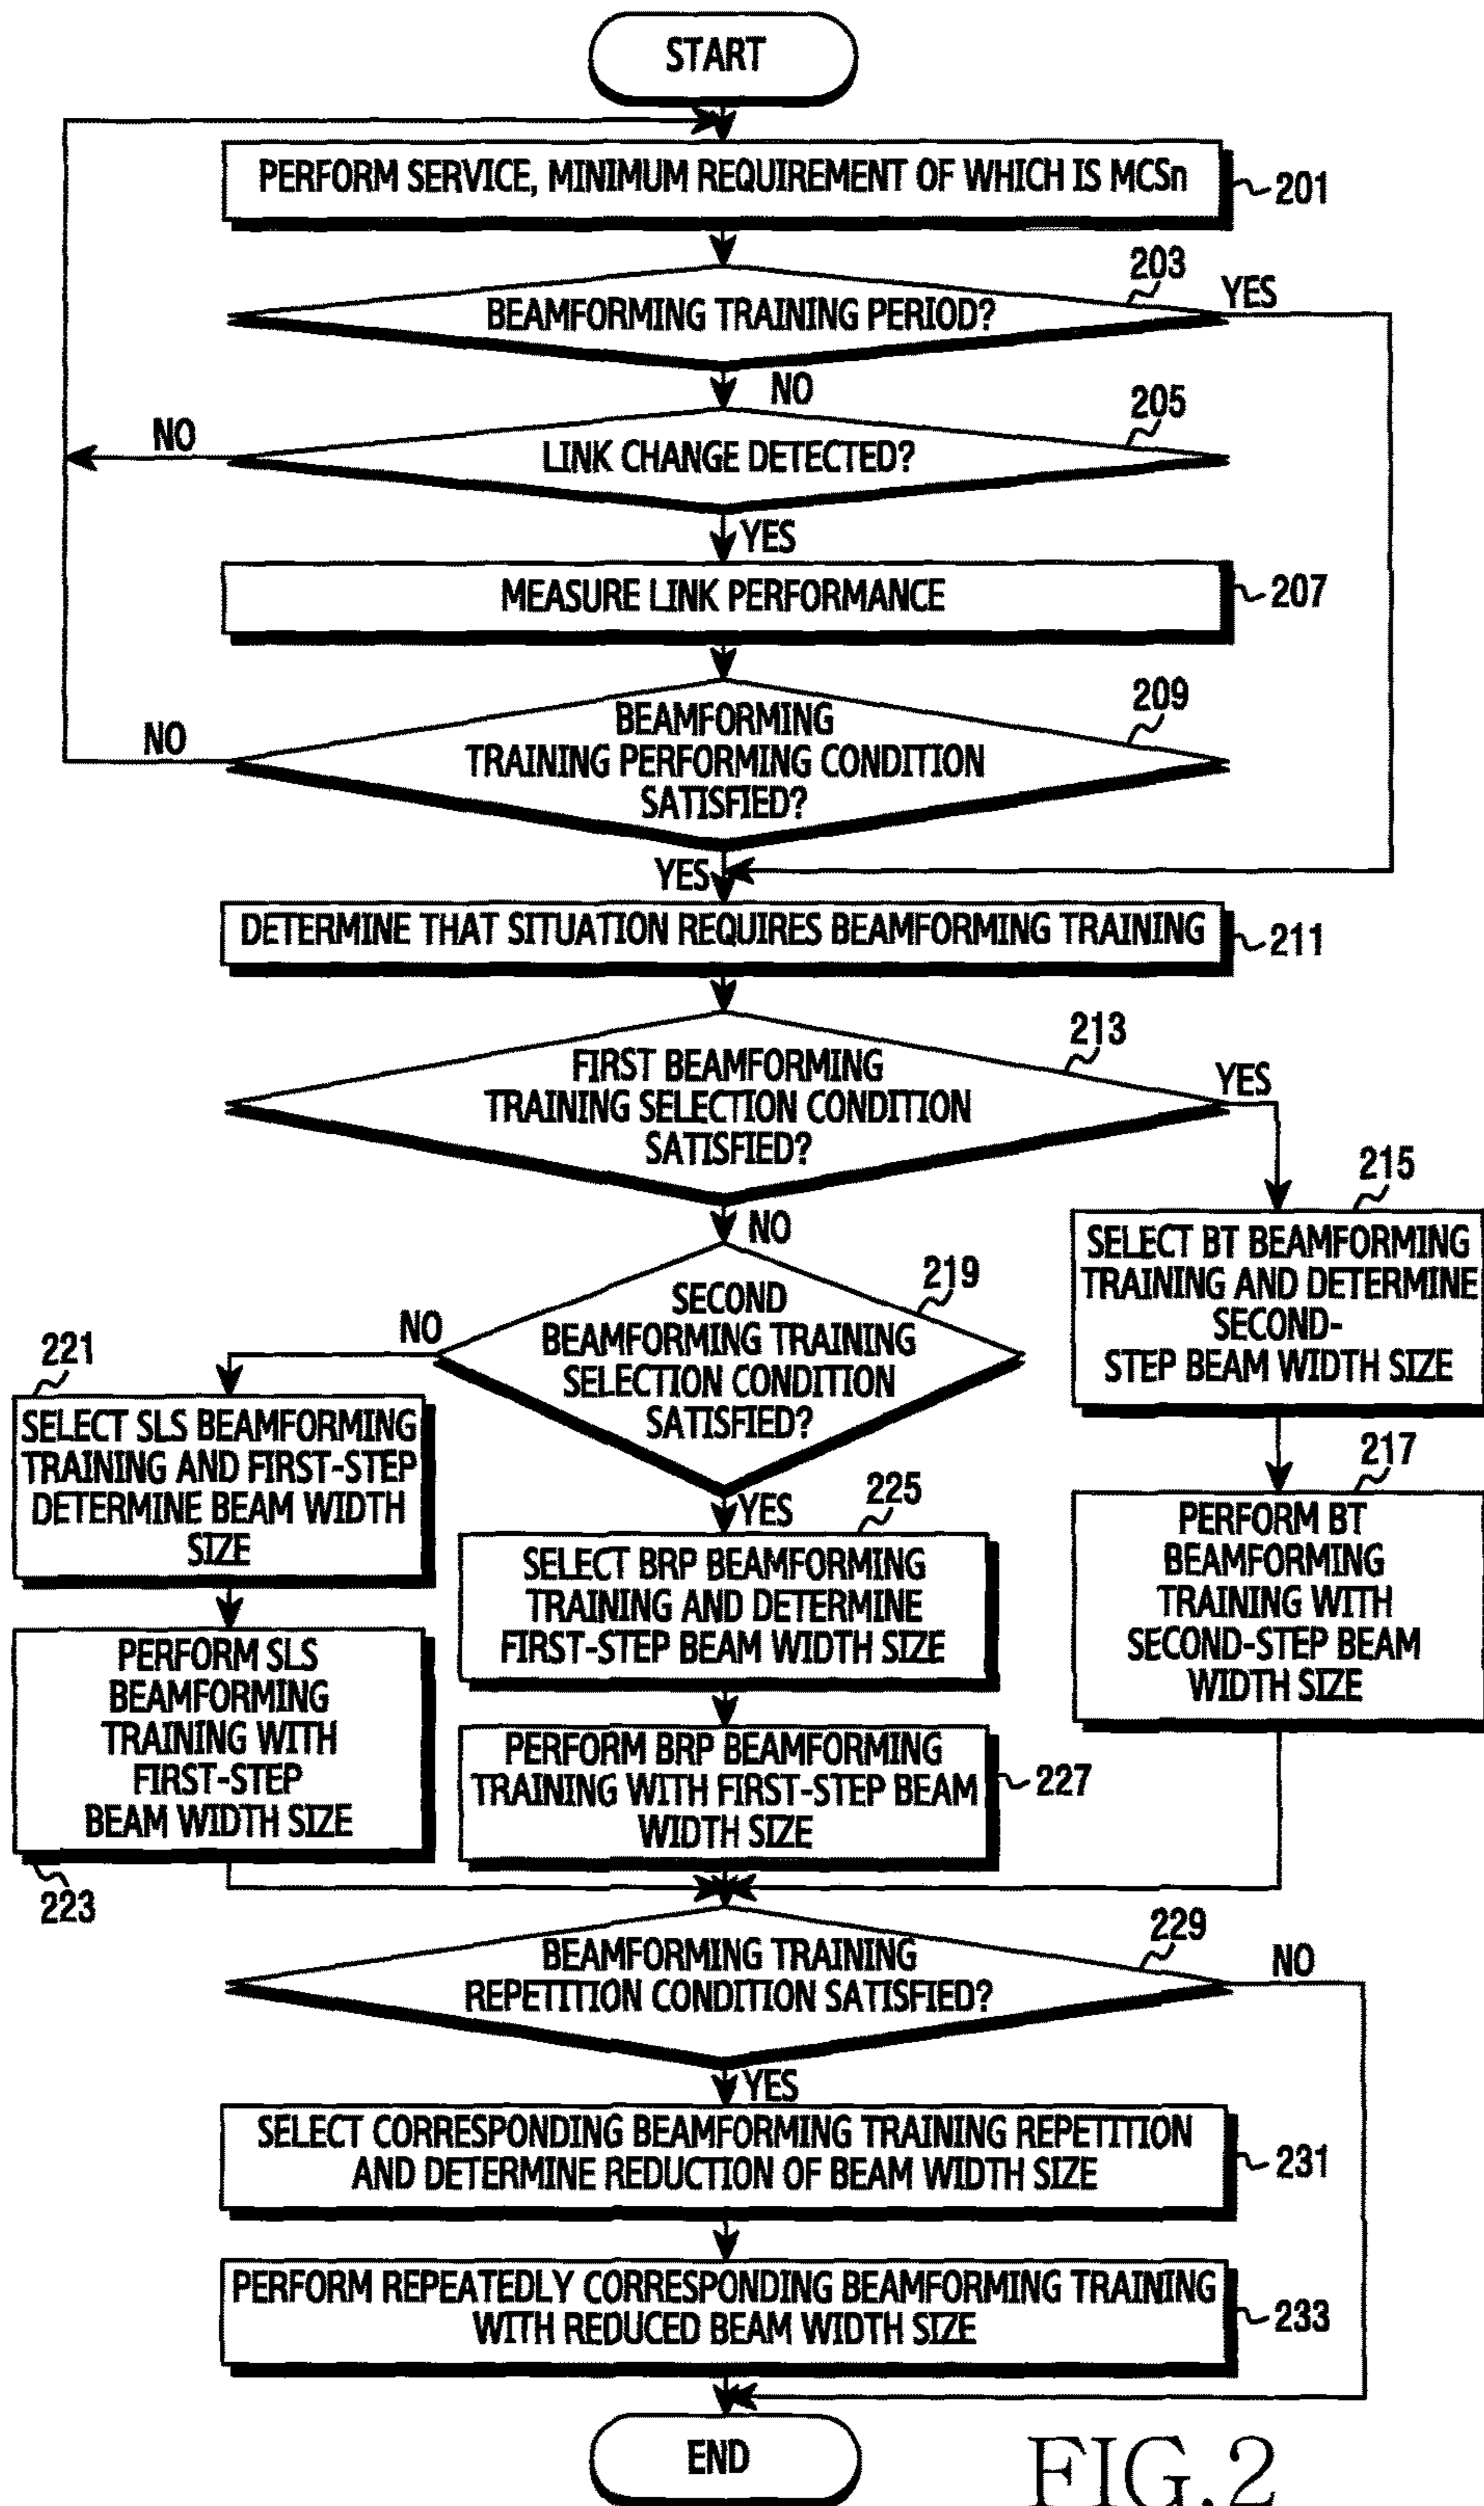 START
PERFORM SERVICE, MINIMUM REQUIREMENT OF WHICH IS MCSn
201
203
BEAMFORMING TRAINING PERIOD?
YES
NO
205
LINK CHANGE DETECTED?
NO
YES
MEASURE LINK PERFORMANCE
207
209
BEAMFORMING
TRAINING PERFORMING CONDITION
SATISFIED?
NO
YES
DETERMINE THAT SITUATION REQUIRES BEAMFORMING TRAINING
211
213
FIRST BEAMFORMING
TRAINING SELECTION CONDITION
SATISFIED?
YES
NO
215
SELECT BT BEAMFORMING
TRAINING AND DETERMINE
SECOND-
STEP BEAM WIDTH SIZE
217
PERFORM BT
BEAMFORMING
TRAINING WITH
SECOND-STEP BEAM
WIDTH SIZE
219
SECOND
BEAMFORMING TRAINING
SELECTION CONDITION
SATISFIED?
NO
YES
221
SELECT SLS BEAMFORMING
TRAINING AND FIRST-STEP
DETERMINE BEAM WIDTH
SIZE
PERFORM SLS
BEAMFORMING
TRAINING WITH
FIRST-STEP
BEAM WIDTH SIZE
223
225
SELECT BRP BEAMFORMING
TRAINING AND DETERMINE
FIRST-STEP BEAM WIDTH SIZE
PERFORM BRP BEAMFORMING
TRAINING WITH FIRST-STEP BEAM
WIDTH SIZE
227
229
BEAMFORMING TRAINING
REPETITION CONDITION SATISFIED?
NO
YES
SELECT CORRESPONDING BEAMFORMING TRAINING REPETITION
AND DETERMINE REDUCTION OF BEAM WIDTH SIZE
231
PERFORM REPEATEDLY CORRESPONDING BEAMFORMING TRAINING
WITH REDUCED BEAM WIDTH SIZE
233
END
FIG.2